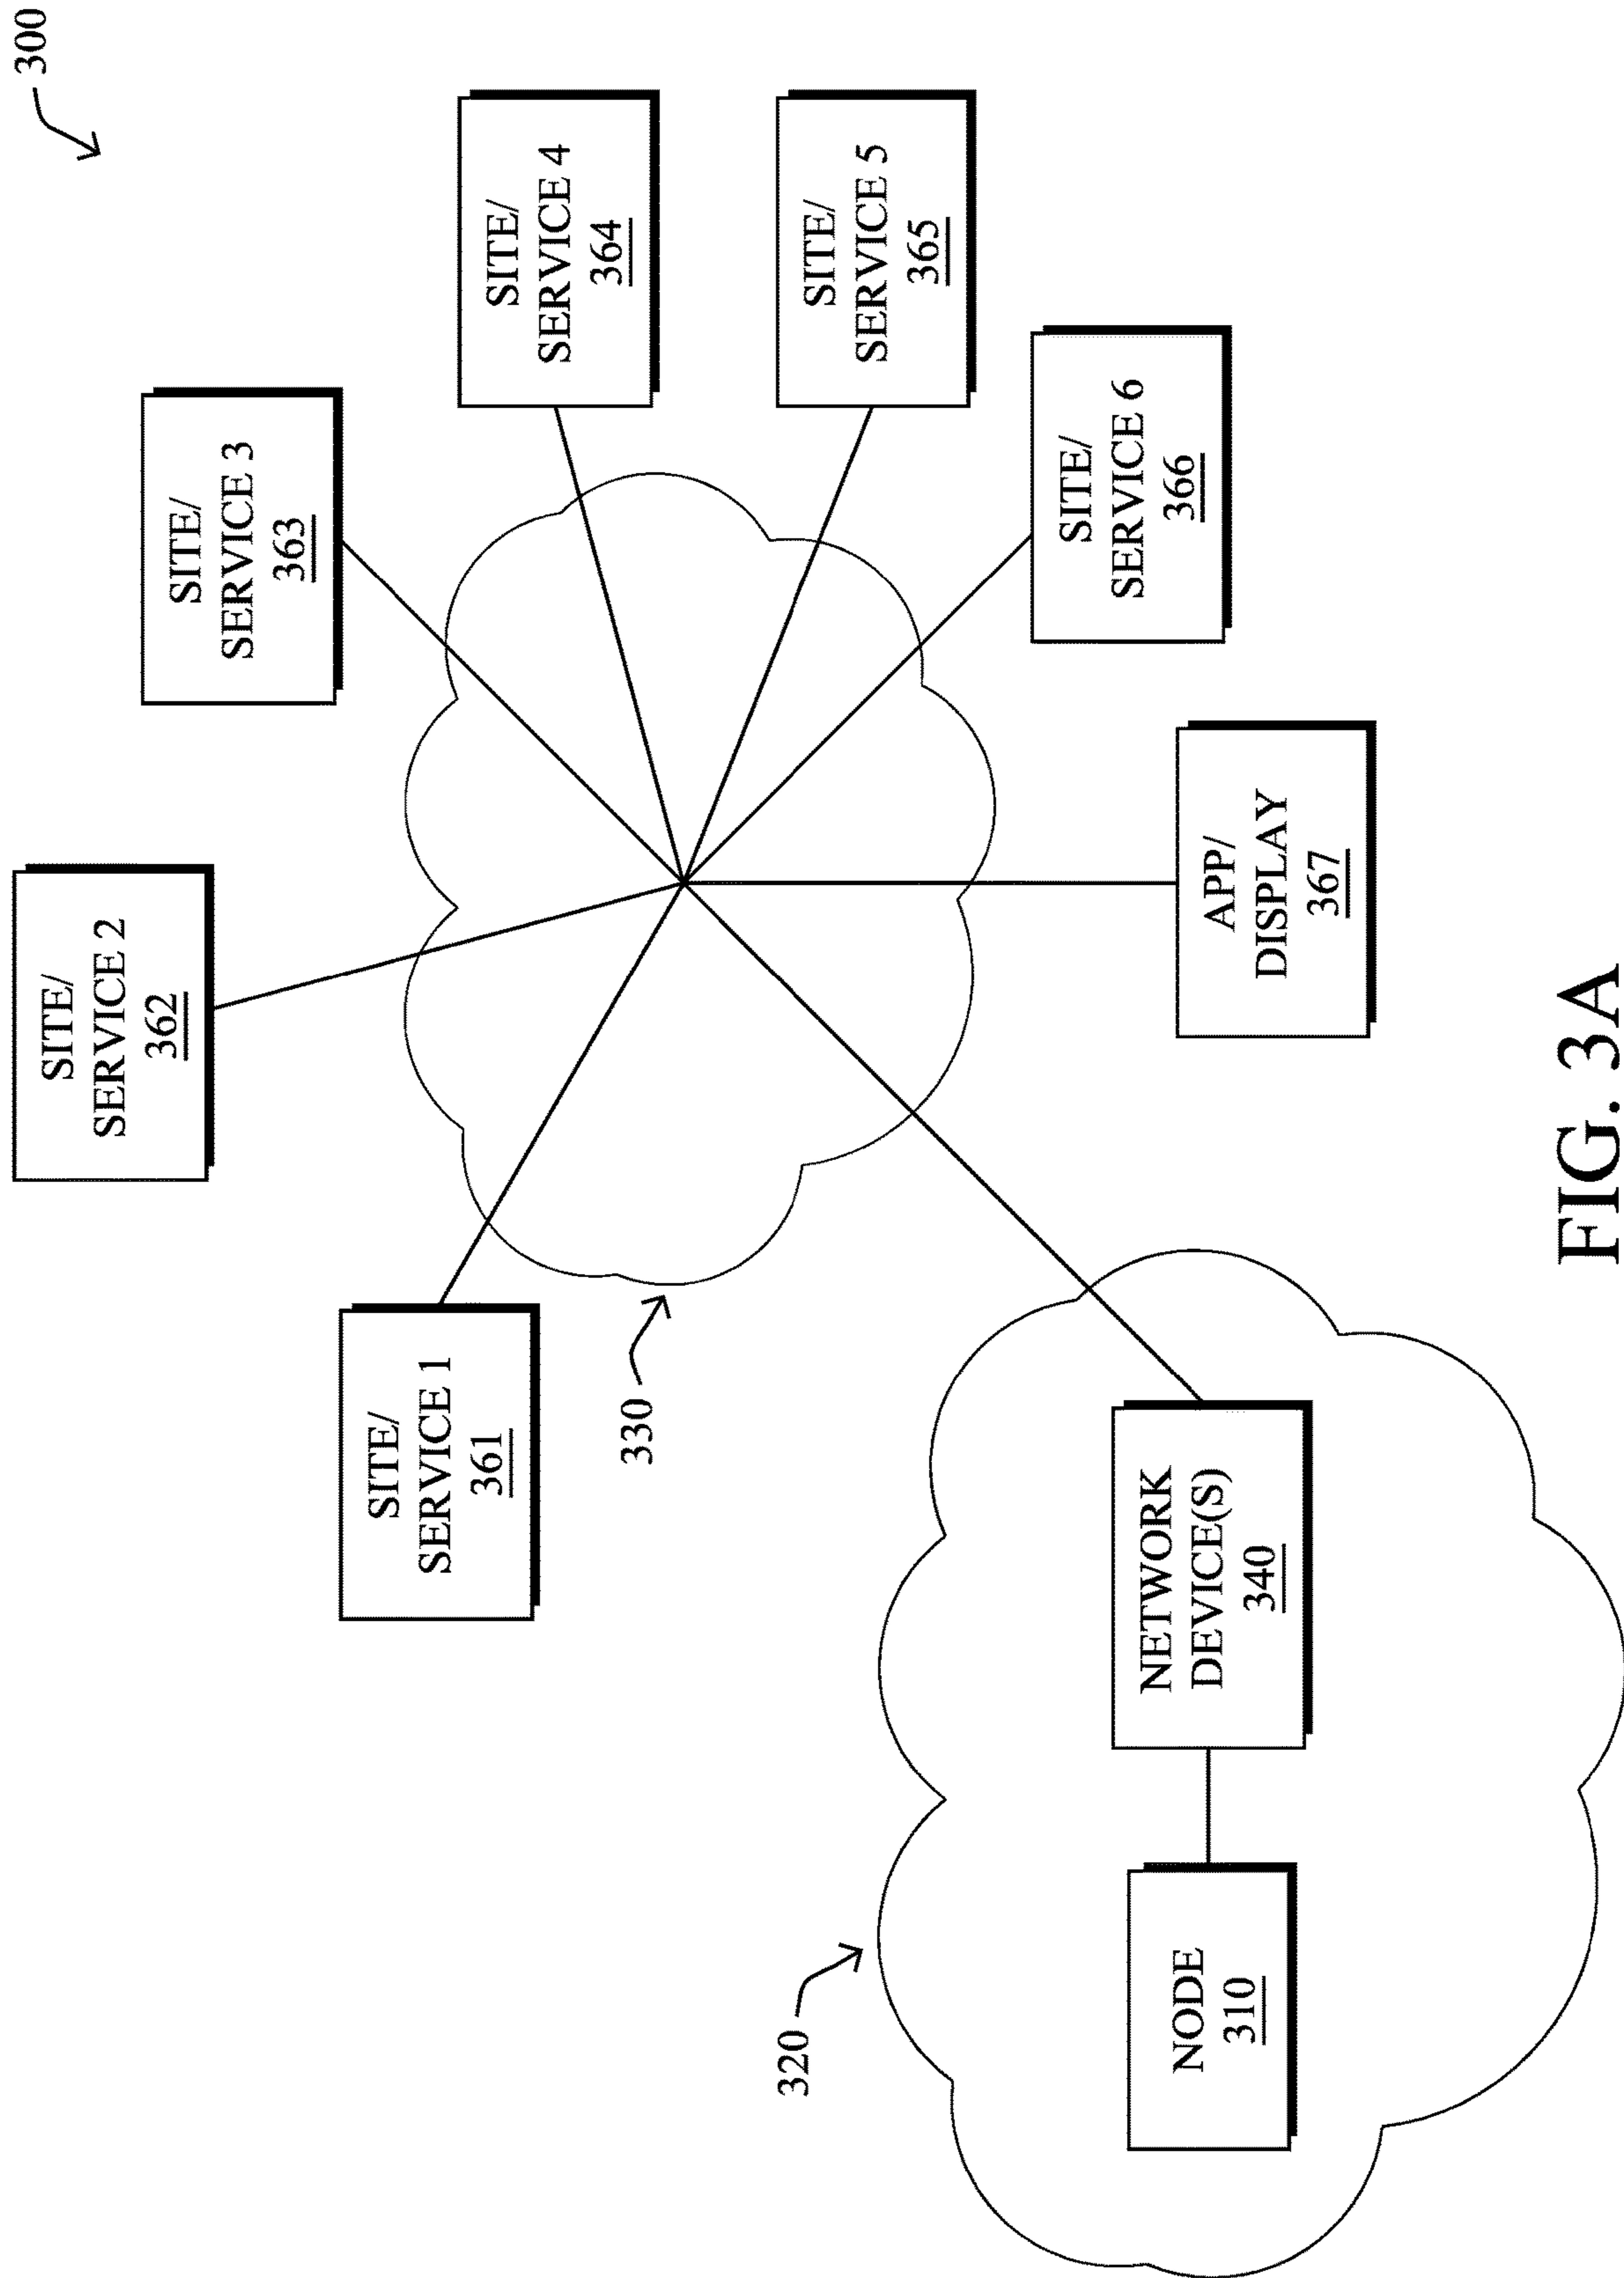 300
SITE/
SERVICE 2
362
SITE/
SERVICE 3
363
SITE/
SERVICE 1
361
SITE/
SERVICE 4
364
SITE/
SERVICE 5
365
SITE/
SERVICE 6
366
APP/
DISPLAY
367
330
320
NODE
310
NETWORK
DEVICE(S)
340
FIG. 3A